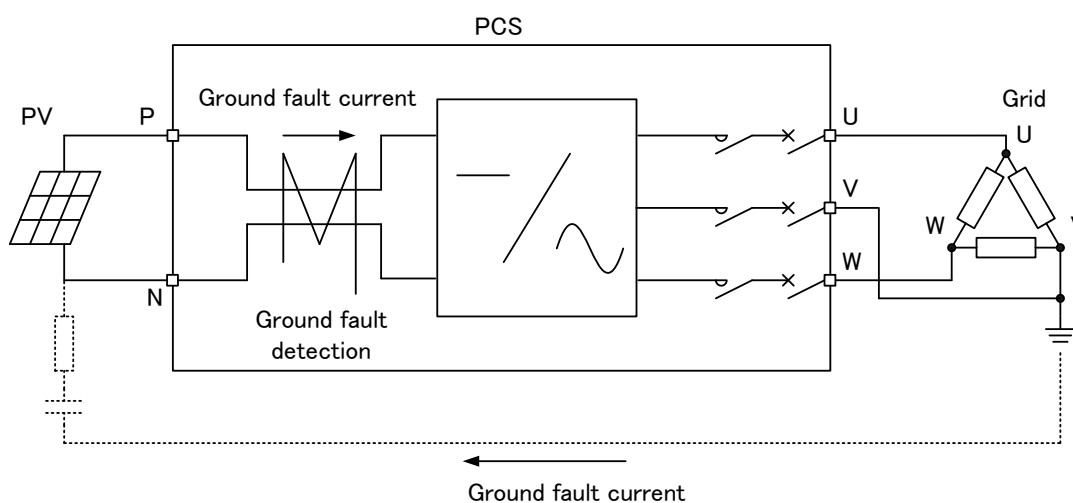 PCS
Ground fault current
PV
P
U
Grid
U
V
W
V
W
N
Ground fault
detection
Ground fault current